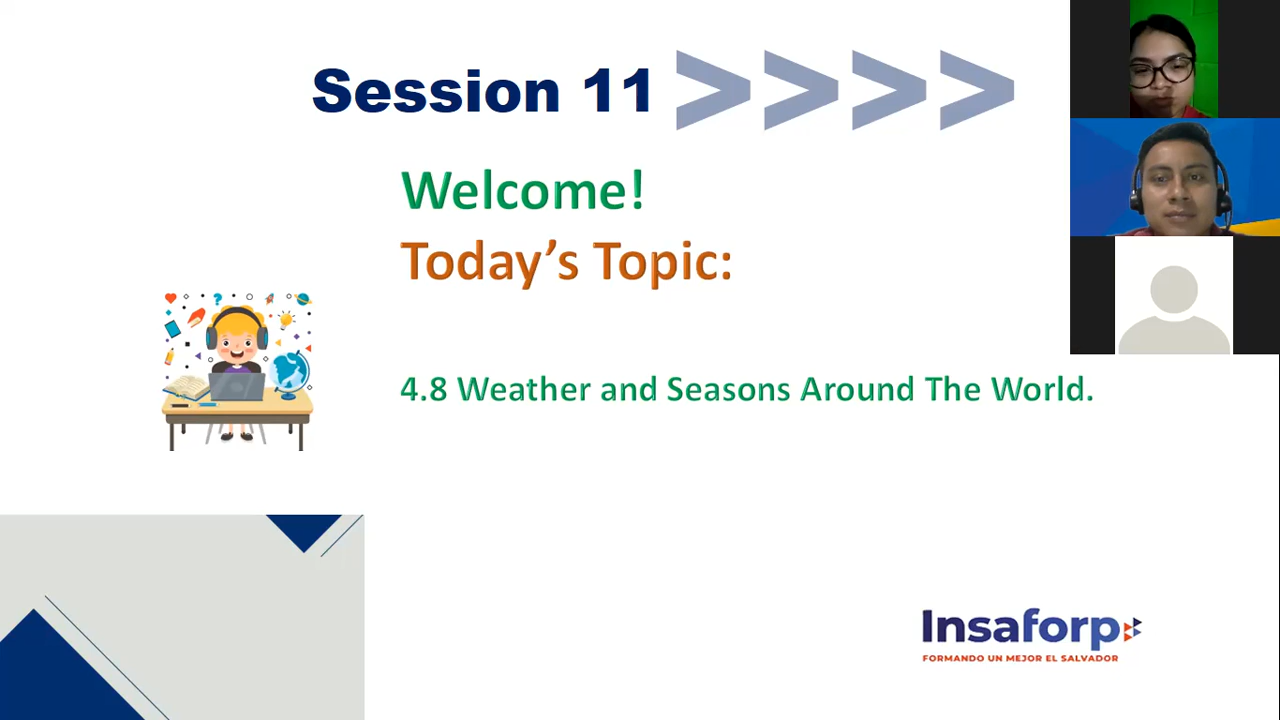 Session 11
Welcome!
Today's Topic:
4.8 Weather and Seasons Around The World.
Insaforp
FORMANDO UN MEJOR EL SALVADOR